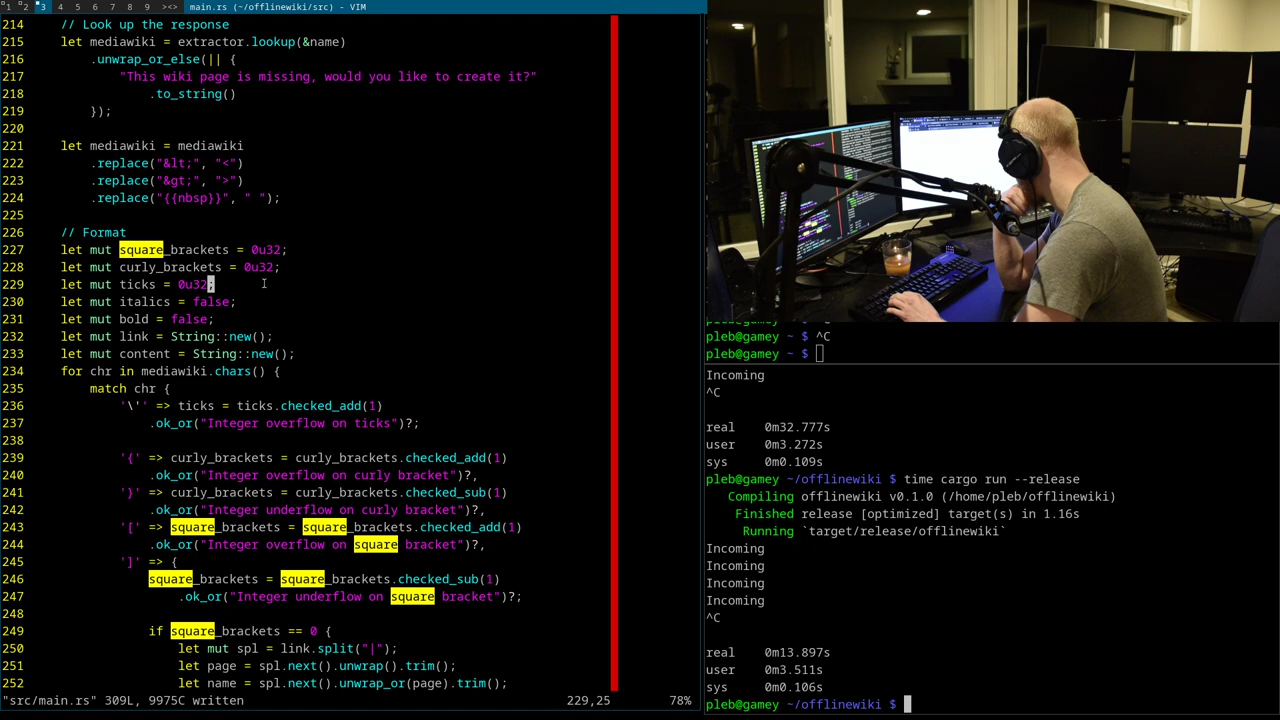 1 2 3 4 5 6 7 8 9 ><> main.rs (~/offlinewiki/src) - VIM
214     // Look up the response
215     let mediawiki = extractor.lookup(&name)
216         .unwrap_or_else(|| {
217             "This wiki page is missing, would you like to create it?"
218                 .to_string()
219         });
220
221     let mediawiki = mediawiki
222         .replace("&lt;", "<")
223         .replace("&gt;", ">")
224         .replace("{{nbsp}}", " ");
225
226     // Format
227     let mut square_brackets = 0u32;
228     let mut curly_brackets = 0u32;
229     let mut ticks = 0u32;
230     let mut italics = false;
231     let mut bold = false;
232     let mut link = String::new();
233     let mut content = String::new();
234     for chr in mediawiki.chars() {
235         match chr {
236             '\'' => ticks = ticks.checked_add(1)
237                 .ok_or("Integer overflow on ticks")?;
238
239             '{' => curly_brackets = curly_brackets.checked_add(1)
240                 .ok_or("Integer overflow on curly bracket")?,
241             '}' => curly_brackets = curly_brackets.checked_sub(1)
242                 .ok_or("Integer underflow on curly bracket")?,
243             '[' => square_brackets = square_brackets.checked_add(1)
244                 .ok_or("Integer overflow on square bracket")?,
245             ']' => {
246                 square_brackets = square_brackets.checked_sub(1)
247                     .ok_or("Integer underflow on square bracket")?;
248
249                 if square_brackets == 0 {
250                     let mut spl = link.split("|");
251                     let page = spl.next().unwrap().trim();
252                     let name = spl.next().unwrap_or(page).trim();
"src/main.rs" 309L, 9975C written 229,25 78%
pleb@gamey ~ $ ^C
pleb@gamey ~ $
Incoming
^C
real 0m32.777s
user 0m3.272s
sys 0m0.109s
pleb@gamey ~/offlinewiki $ time cargo run --release
Compiling offlinewiki v0.1.0 (/home/pleb/offlinewiki)
Finished release [optimized] target(s) in 1.16s
Running `target/release/offlinewiki`
Incoming
Incoming
Incoming
Incoming
^C
real 0m13.897s
user 0m3.511s
sys 0m0.106s
pleb@gamey ~/offlinewiki $